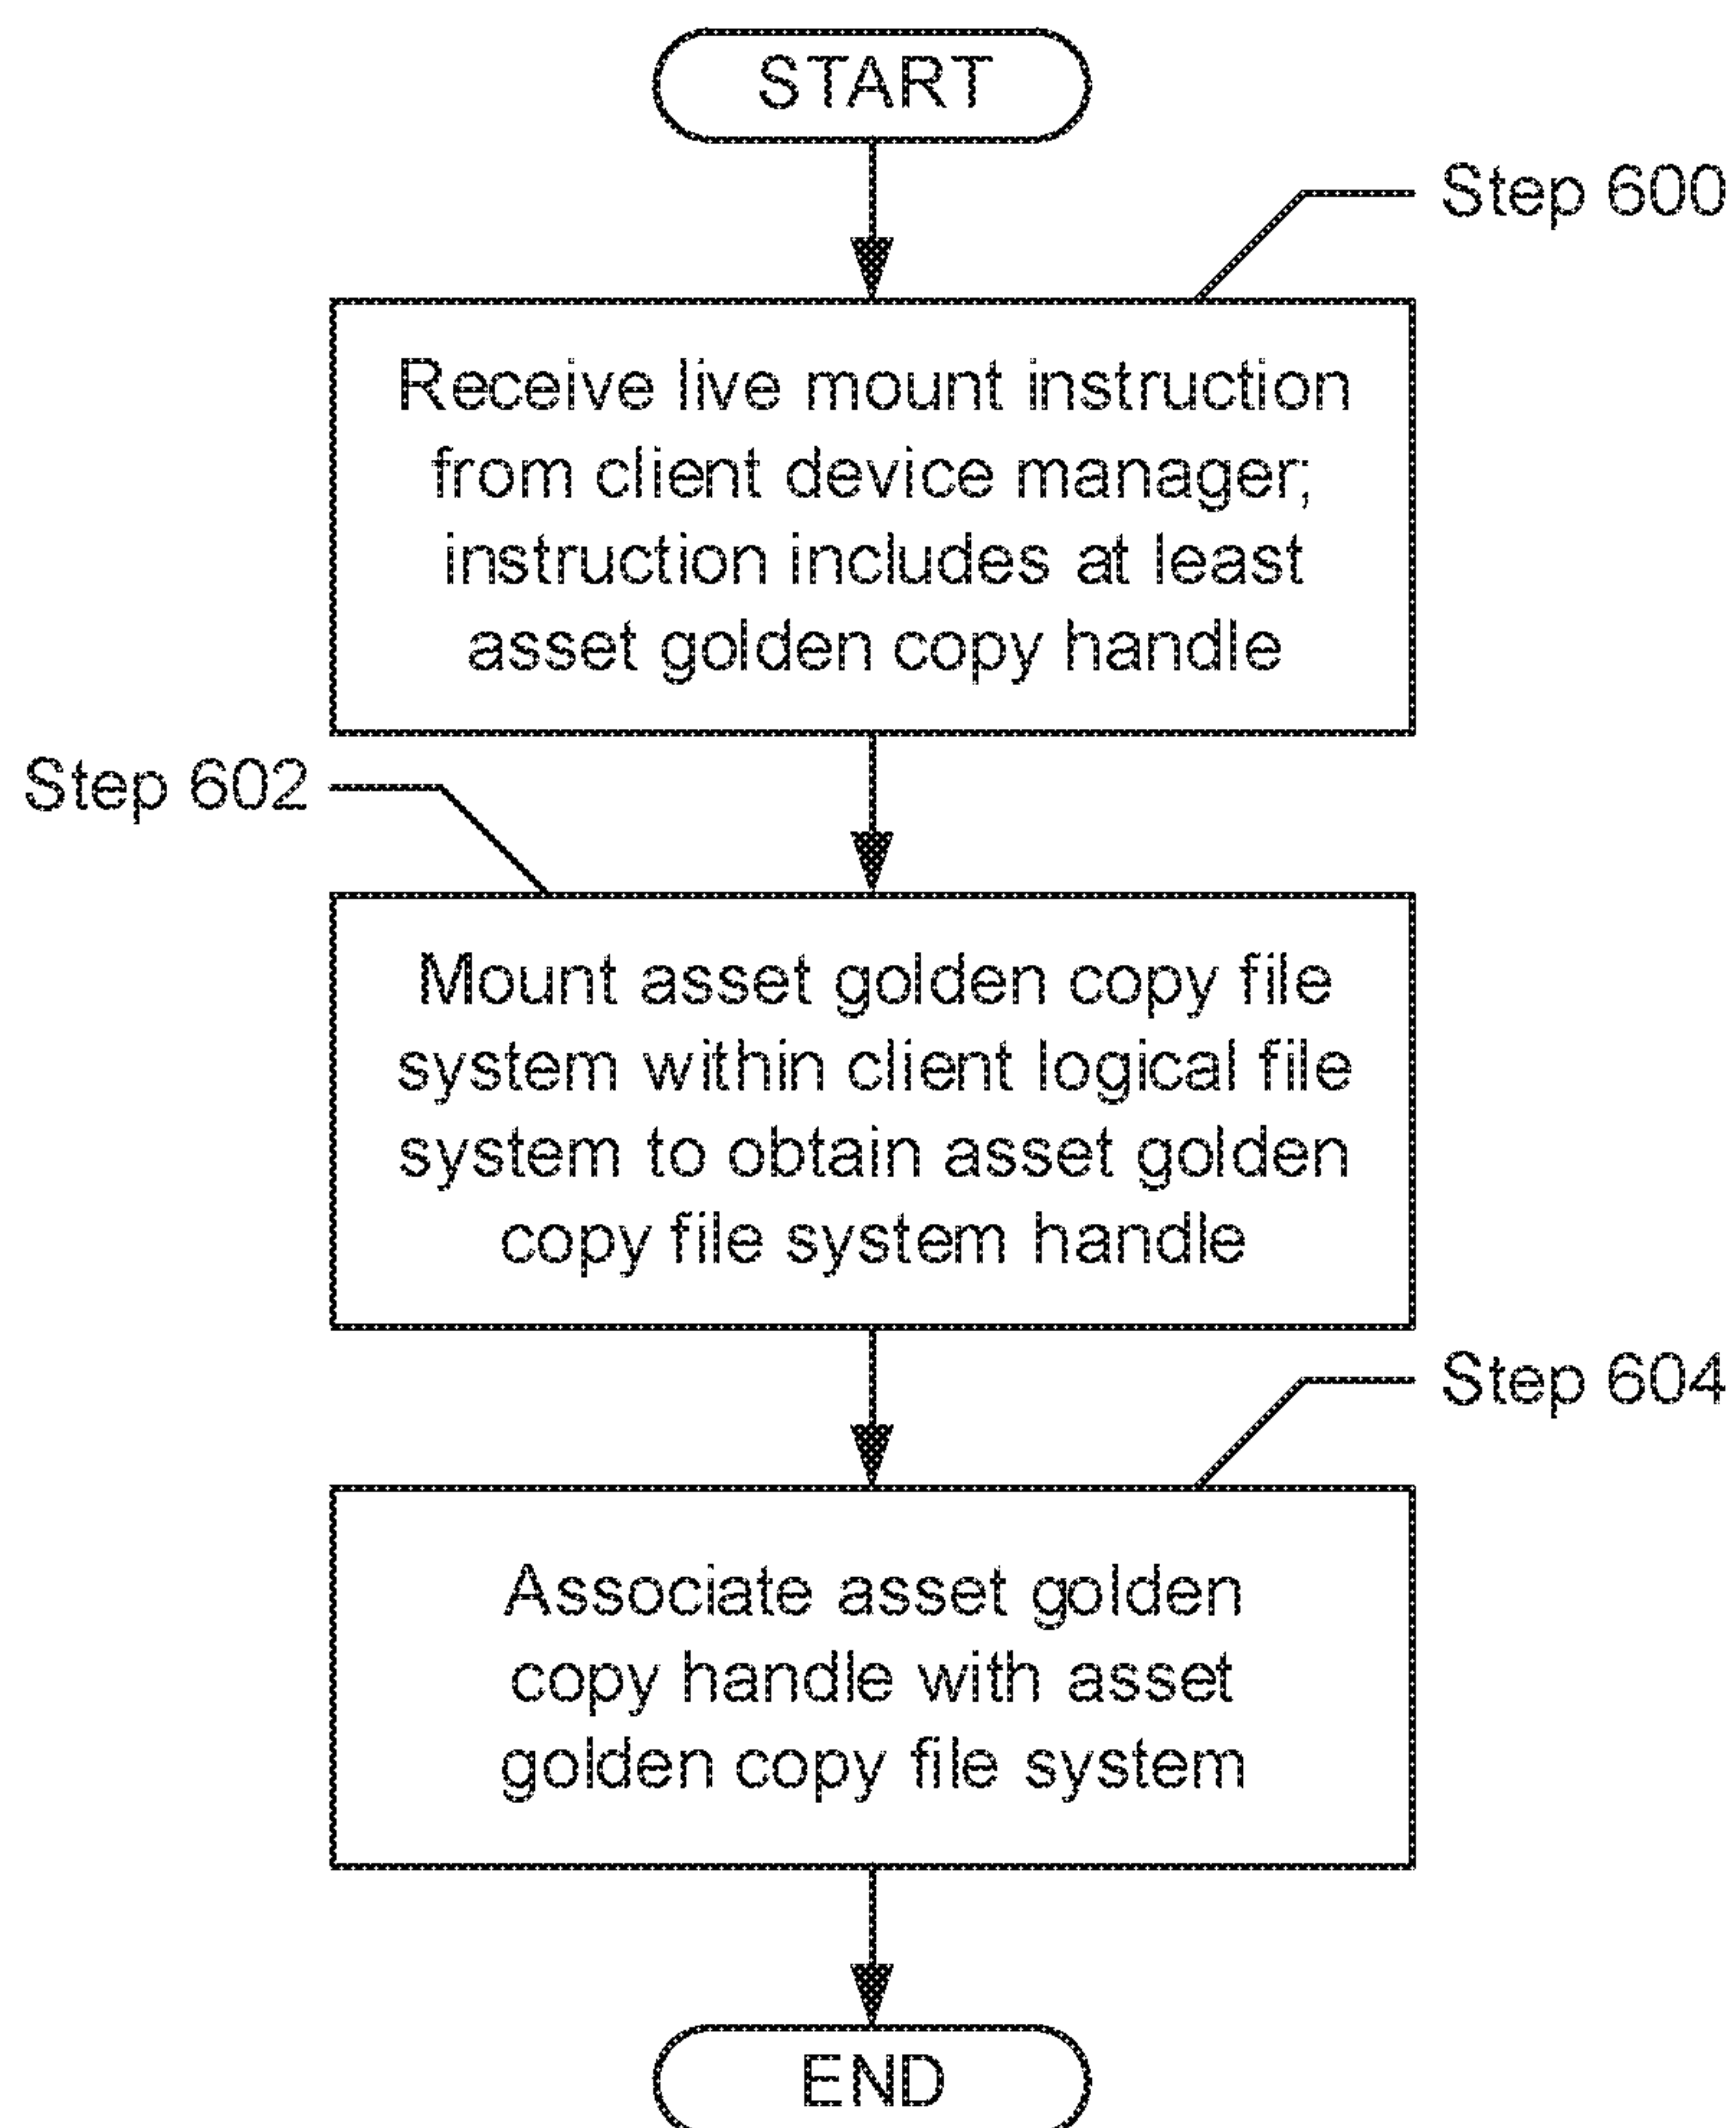 START
Step 600
Receive live mount instruction
from client device manager;
instruction includes at least
asset golden copy handle
Step 602
Mount asset golden copy file
system within client logical file
system to obtain asset golden
copy file system handle
Step 604
Associate asset golden
copy handle with asset
golden copy file system
END